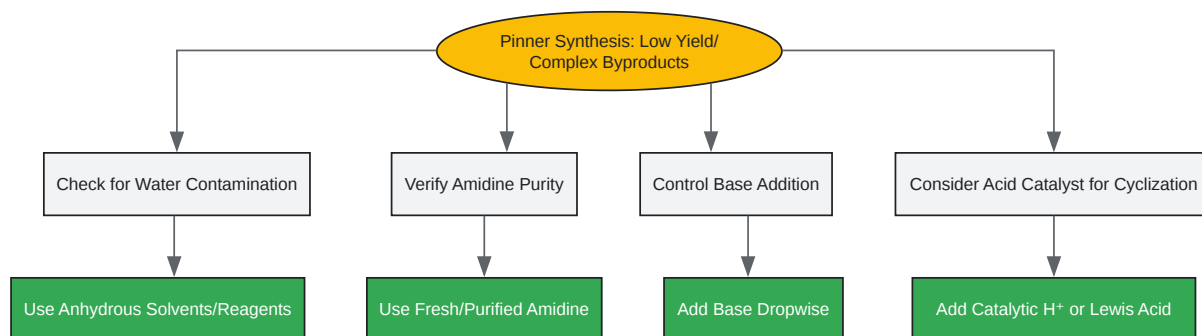 Pinner Synthesis: Low Yield/
Complex Byproducts
Check for Water Contamination
Verify Amidine Purity
Control Base Addition
Consider Acid Catalyst for Cyclization
Use Anhydrous Solvents/Reagents
Use Fresh/Purified Amidine
Add Base Dropwise
Add Catalytic H⁺ or Lewis Acid